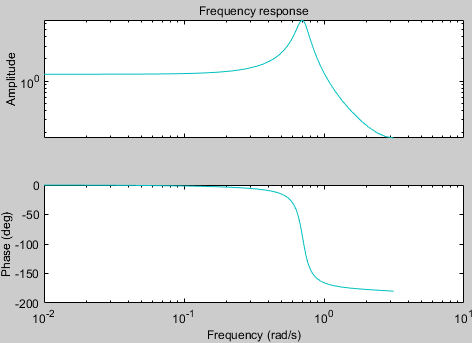 Frequency response
Amplitude
10^0
Phase (deg)
0
-50
-100
-150
-200
10^-2
10^-1
10^0
10^1
Frequency (rad/s)